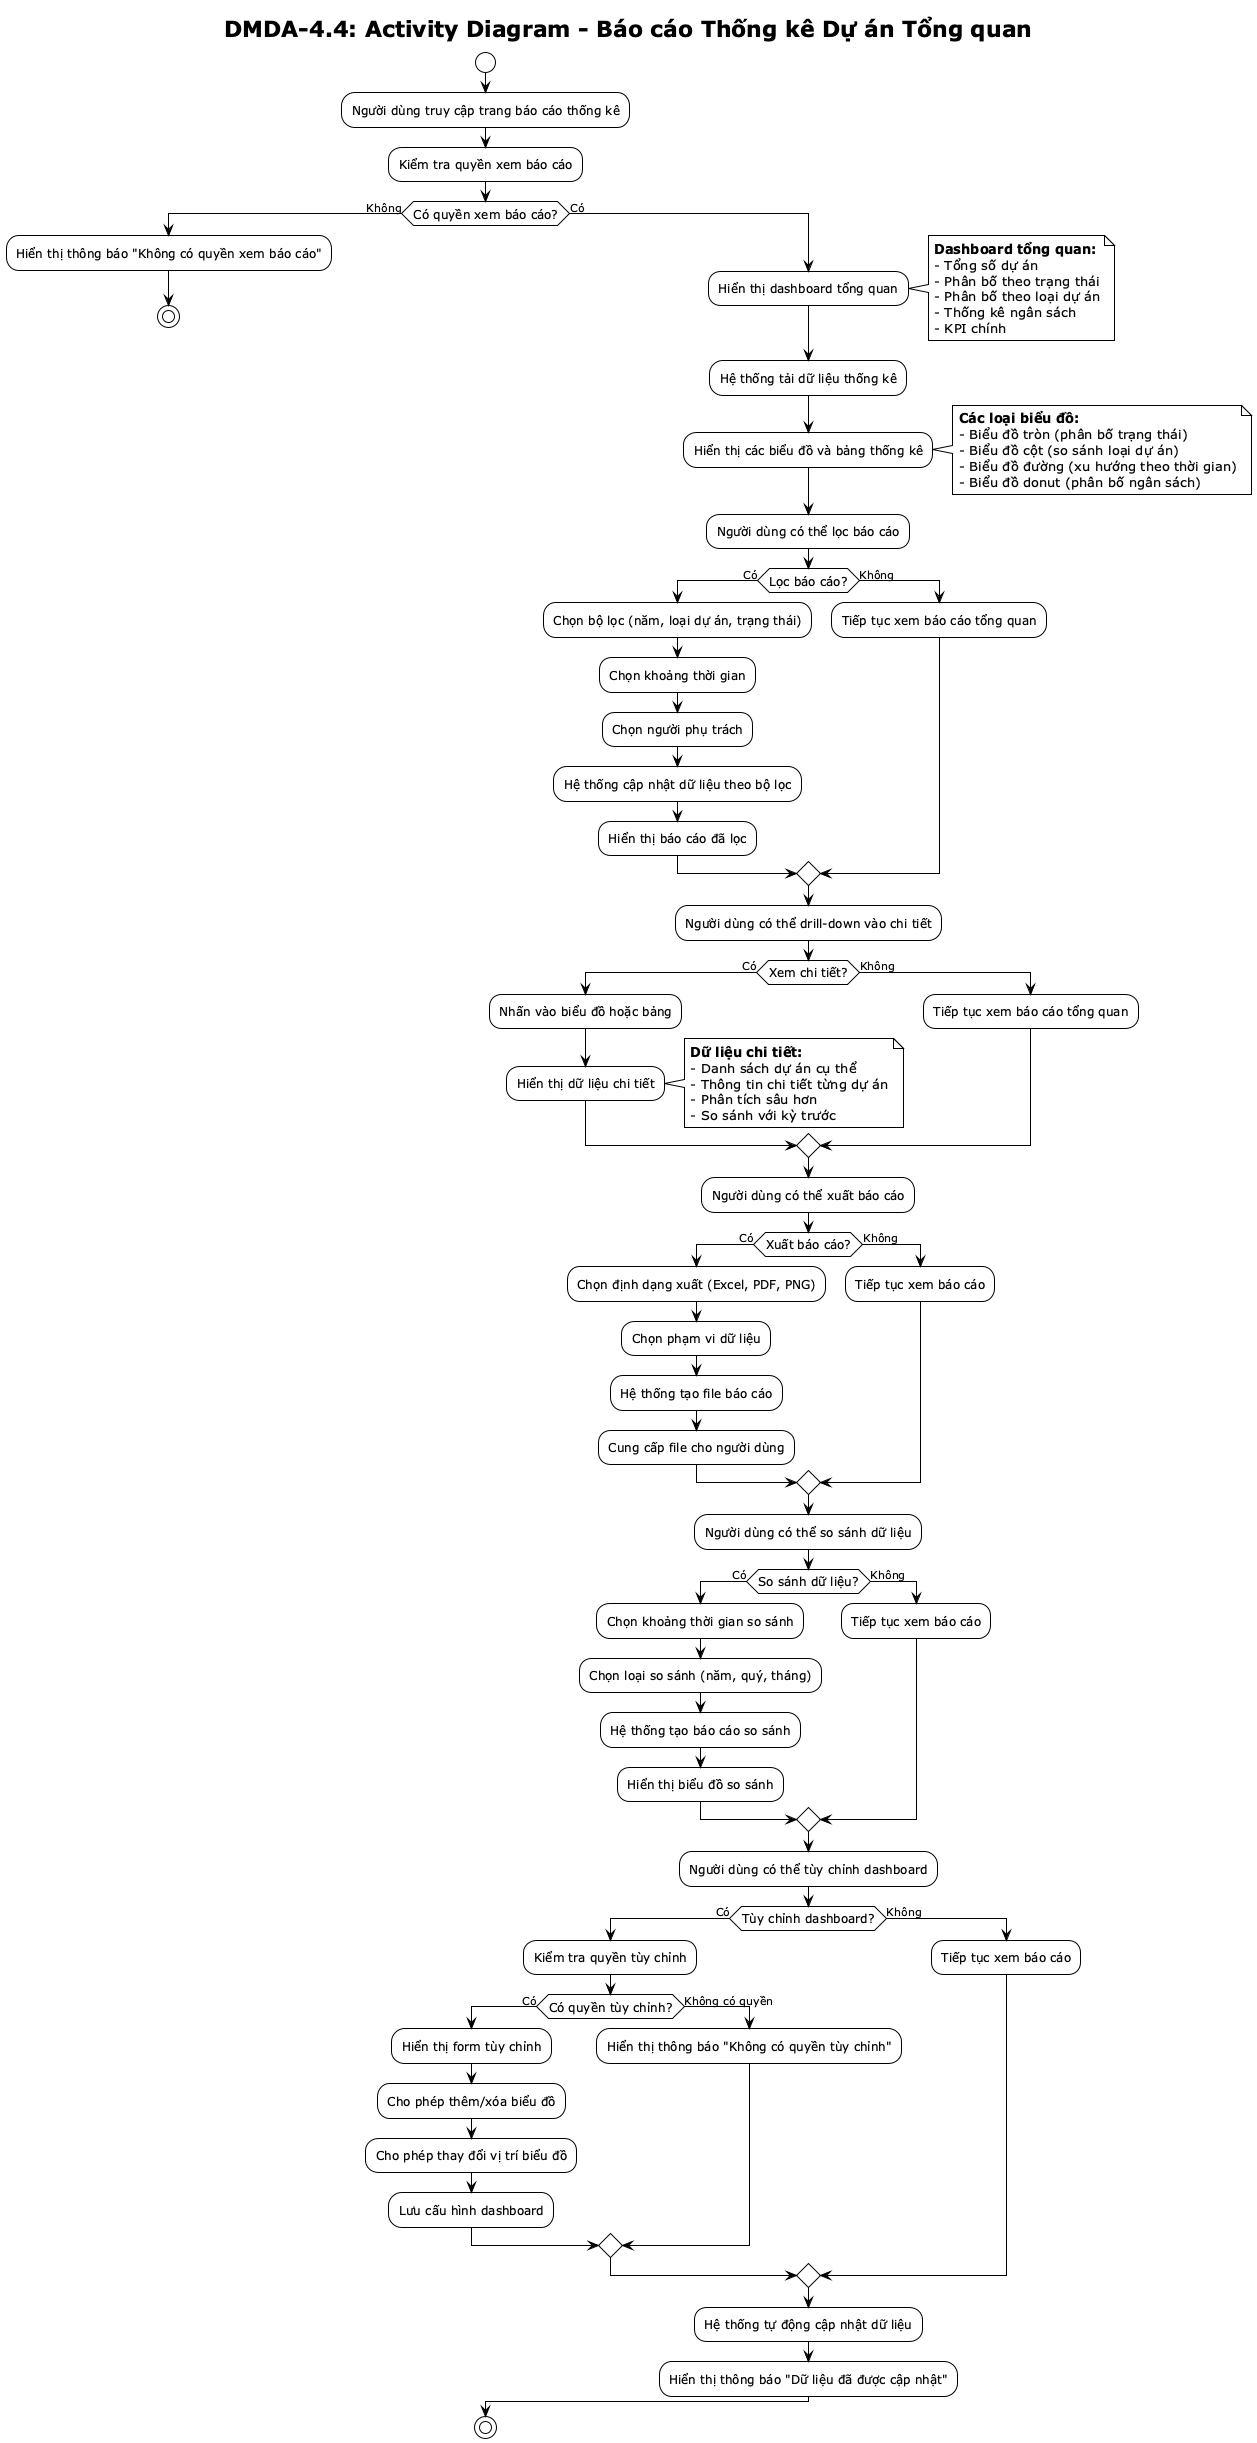 DMDA-4.4: Activity Diagram - Báo cáo Thống kê Dự án Tổng quan
Người dùng truy cập trang báo cáo thống kê
Kiểm tra quyền xem báo cáo
Không
Có quyền xem báo cáo?
Có
Hiển thị thông báo "Không có quyền xem báo cáo"
Hiển thị dashboard tổng quan
Dashboard tổng quan:
- Tổng số dự án
- Phân bố theo trạng thái
- Phân bố theo loại dự án
- Thống kê ngân sách
- KPI chính
Hệ thống tải dữ liệu thống kê
Hiển thị các biểu đồ và bảng thống kê
Các loại biểu đồ:
- Biểu đồ tròn (phân bố trạng thái)
- Biểu đồ cột (so sánh loại dự án)
- Biểu đồ đường (xu hướng theo thời gian)
- Biểu đồ donut (phân bố ngân sách)
Người dùng có thể lọc báo cáo
Có
Lọc báo cáo?
Không
Chọn bộ lọc (năm, loại dự án, trạng thái)
Tiếp tục xem báo cáo tổng quan
Chọn khoảng thời gian
Chọn người phụ trách
Hệ thống cập nhật dữ liệu theo bộ lọc
Hiển thị báo cáo đã lọc
Người dùng có thể drill-down vào chi tiết
Có
Xem chi tiết?
Không
Nhấn vào biểu đồ hoặc bảng
Tiếp tục xem báo cáo tổng quan
Hiển thị dữ liệu chi tiết
Dữ liệu chi tiết:
- Danh sách dự án cụ thể
- Thông tin chi tiết từng dự án
- Phân tích sâu hơn
- So sánh với kỳ trước
Người dùng có thể xuất báo cáo
Có
Xuất báo cáo?
Không
Chọn định dạng xuất (Excel, PDF, PNG)
Tiếp tục xem báo cáo
Chọn phạm vi dữ liệu
Hệ thống tạo file báo cáo
Cung cấp file cho người dùng
Người dùng có thể so sánh dữ liệu
Có
So sánh dữ liệu?
Không
Chọn khoảng thời gian so sánh
Tiếp tục xem báo cáo
Chọn loại so sánh (năm, quý, tháng)
Hệ thống tạo báo cáo so sánh
Hiển thị biểu đồ so sánh
Người dùng có thể tùy chỉnh dashboard
Có
Tùy chỉnh dashboard?
Không
Kiểm tra quyền tùy chỉnh
Tiếp tục xem báo cáo
Có
Có quyền tùy chỉnh?
Không có quyền
Hiển thị form tùy chỉnh
Hiển thị thông báo "Không có quyền tùy chỉnh"
Cho phép thêm/xóa biểu đồ
Cho phép thay đổi vị trí biểu đồ
Lưu cấu hình dashboard
Hệ thống tự động cập nhật dữ liệu
Hiển thị thông báo "Dữ liệu đã được cập nhật"